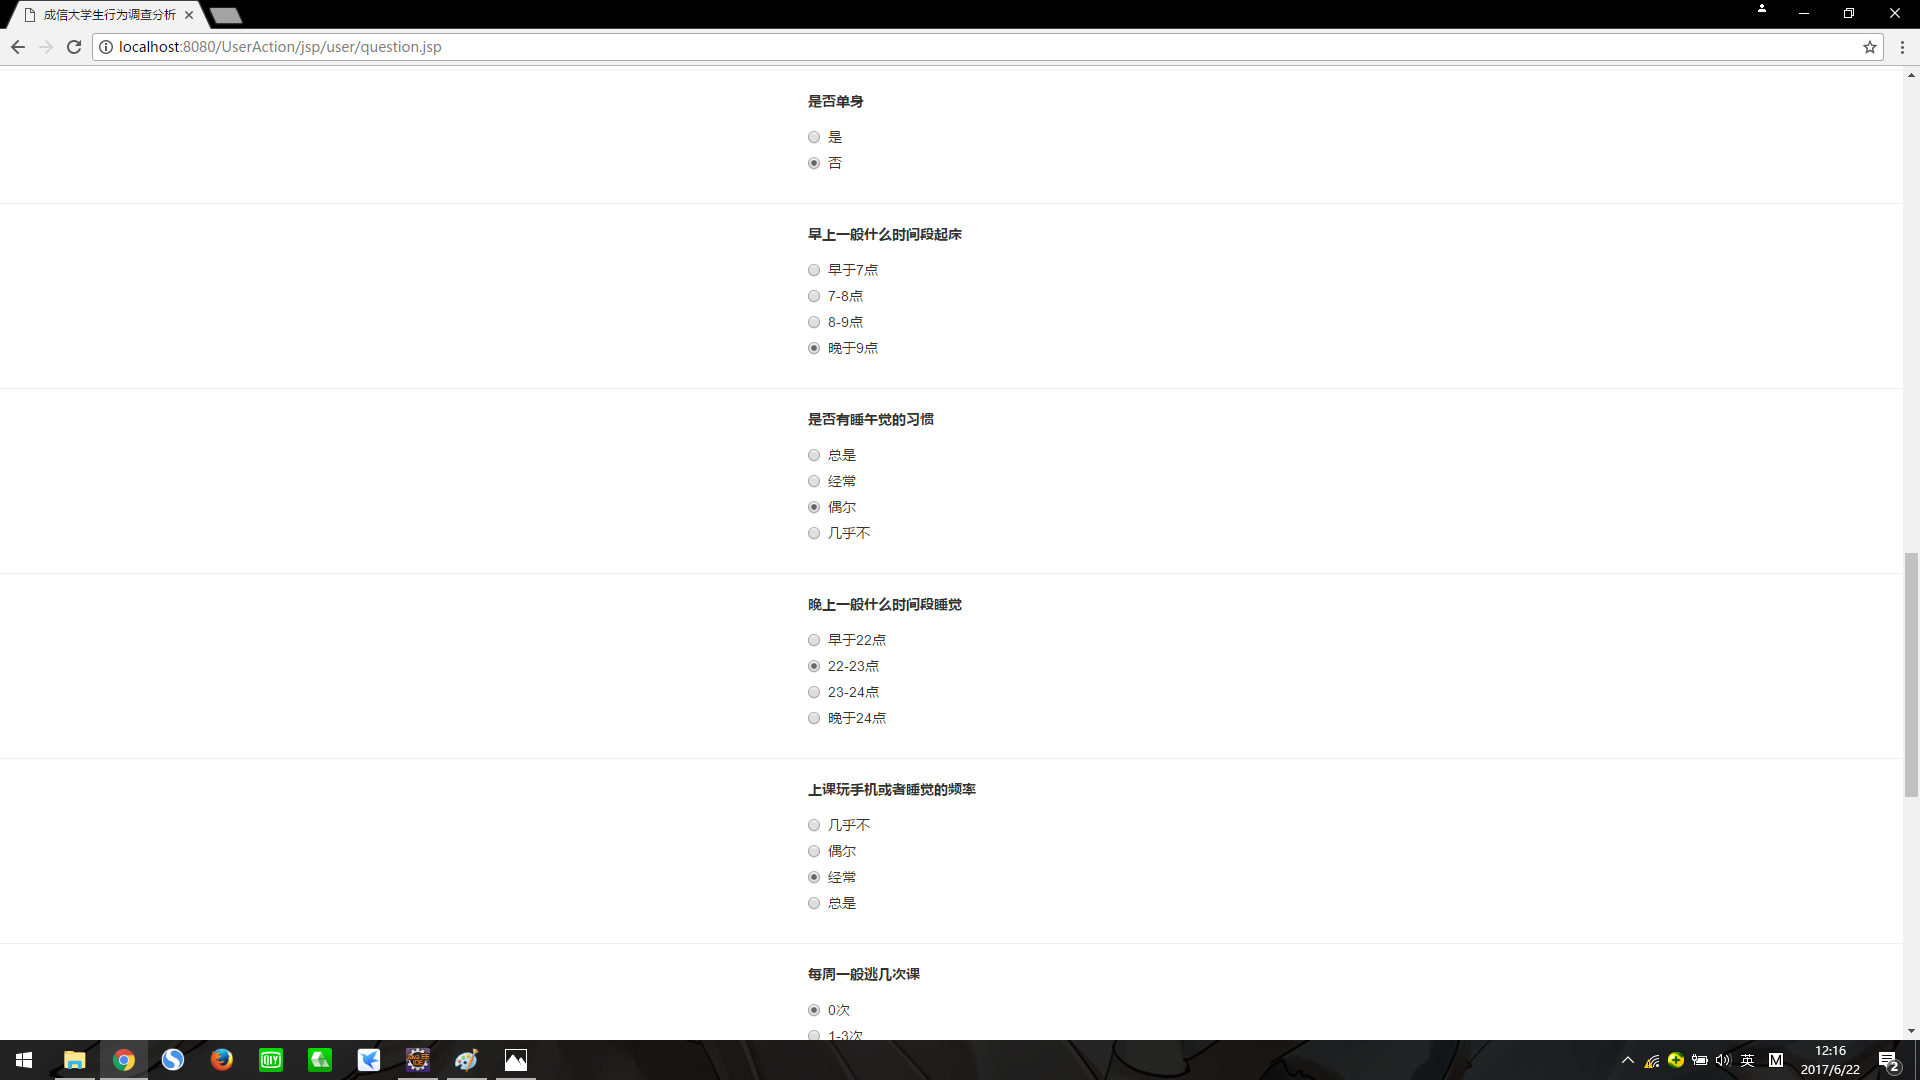 成信大学生行为调查分析
localhost:8080/UserAction/jsp/user/question.jsp
是否单身
是
否
早上一般什么时间段起床
早于7点
7-8点
8-9点
晚于9点
是否有睡午觉的习惯
总是
经常
偶尔
几乎不
晚上一般什么时间段睡觉
早于22点
22-23点
23-24点
晚于24点
上课玩手机或者睡觉的频率
几乎不
偶尔
经常
总是
每周一般逃几次课
0次
1-3次
英
M
12:16
2017/6/22
2